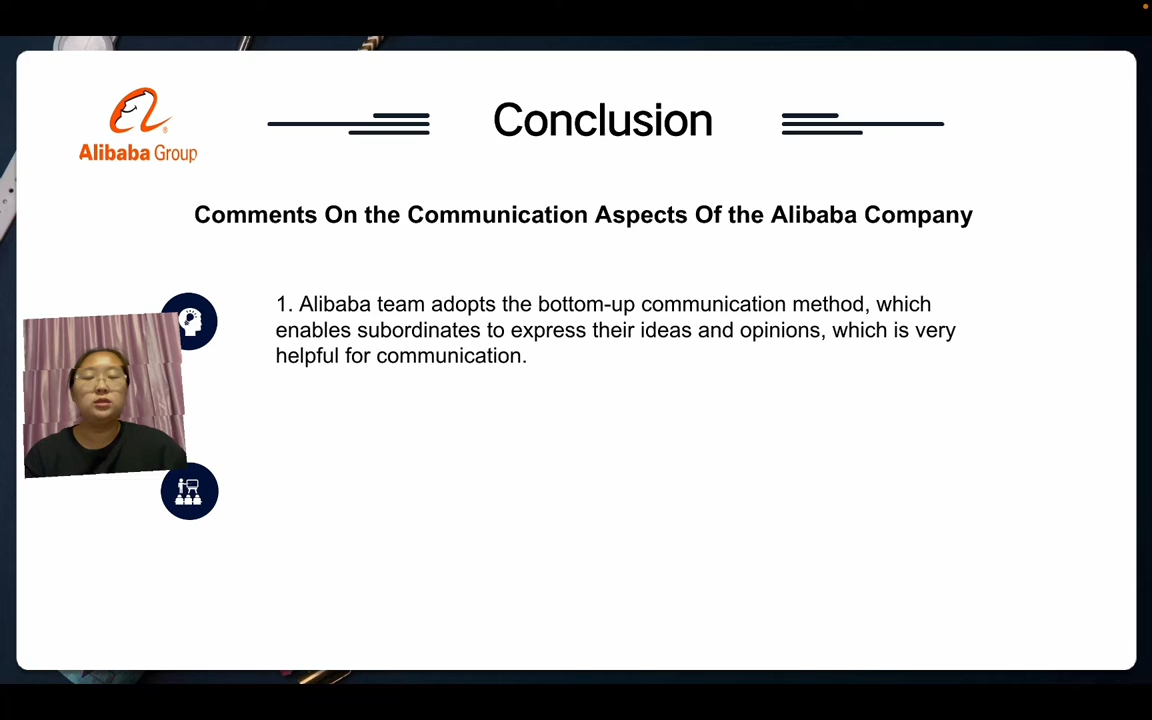 Conclusion
Alibaba Group
Comments On the Communication Aspects Of the Alibaba Company
1. Alibaba team adopts the bottom-up communication method, which
enables subordinates to express their ideas and opinions, which is very
helpful for communication.